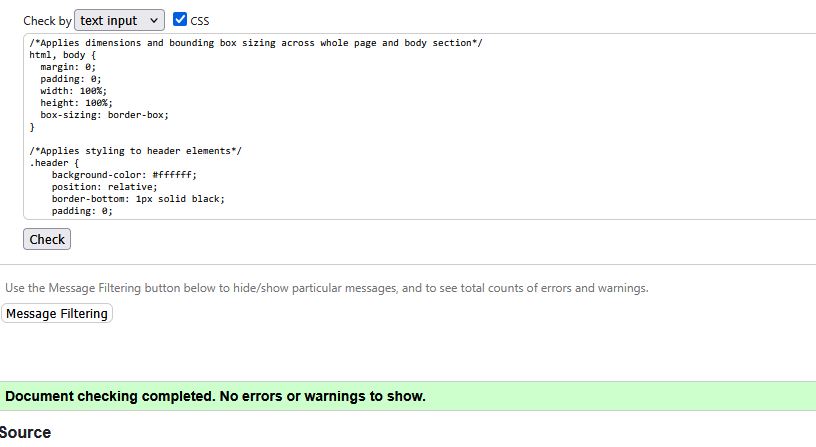 Check by text input CSS
/*Applies dimensions and bounding box sizing across whole page and body section*/
html, body {
  margin: 0;
  padding: 0;
  width: 100%;
  height: 100%;
  box-sizing: border-box;
}

/*Applies styling to header elements*/
.header {
    background-color: #ffffff;
    position: relative;
    border-bottom: 1px solid black;
    padding: 0;
Check
Use the Message Filtering button below to hide/show particular messages, and to see total counts of errors and warnings.
Message Filtering
Document checking completed. No errors or warnings to show.
Source